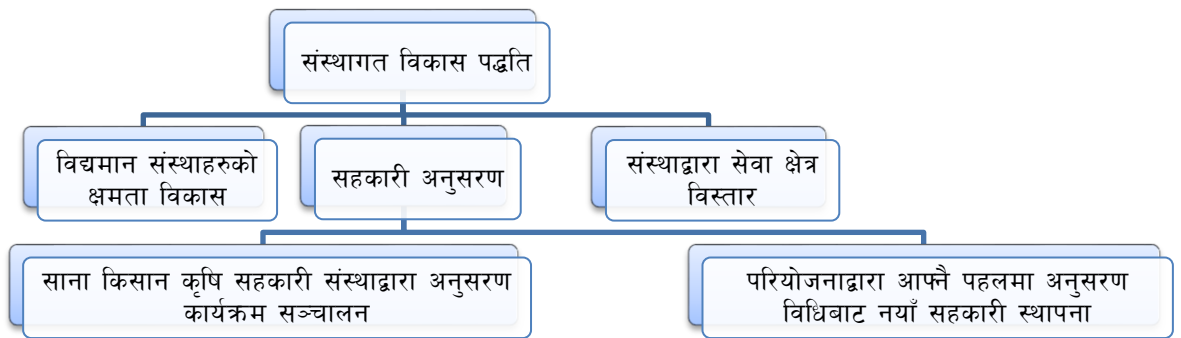 संस्थागत विकास पद्धति
विद्यमान संस्थाहरुको
क्षमता विकास
सहकारी अनुसरण
संस्थाद्वारा सेवा क्षेत्र
विस्तार
साना किसान कृषि सहकारी संस्थाद्वारा अनुसरण
कार्यक्रम सञ्चालन
परियोजनाद्वारा आफ्नै पहलमा अनुसरण
विधिबाट नयाँ सहकारी स्थापना